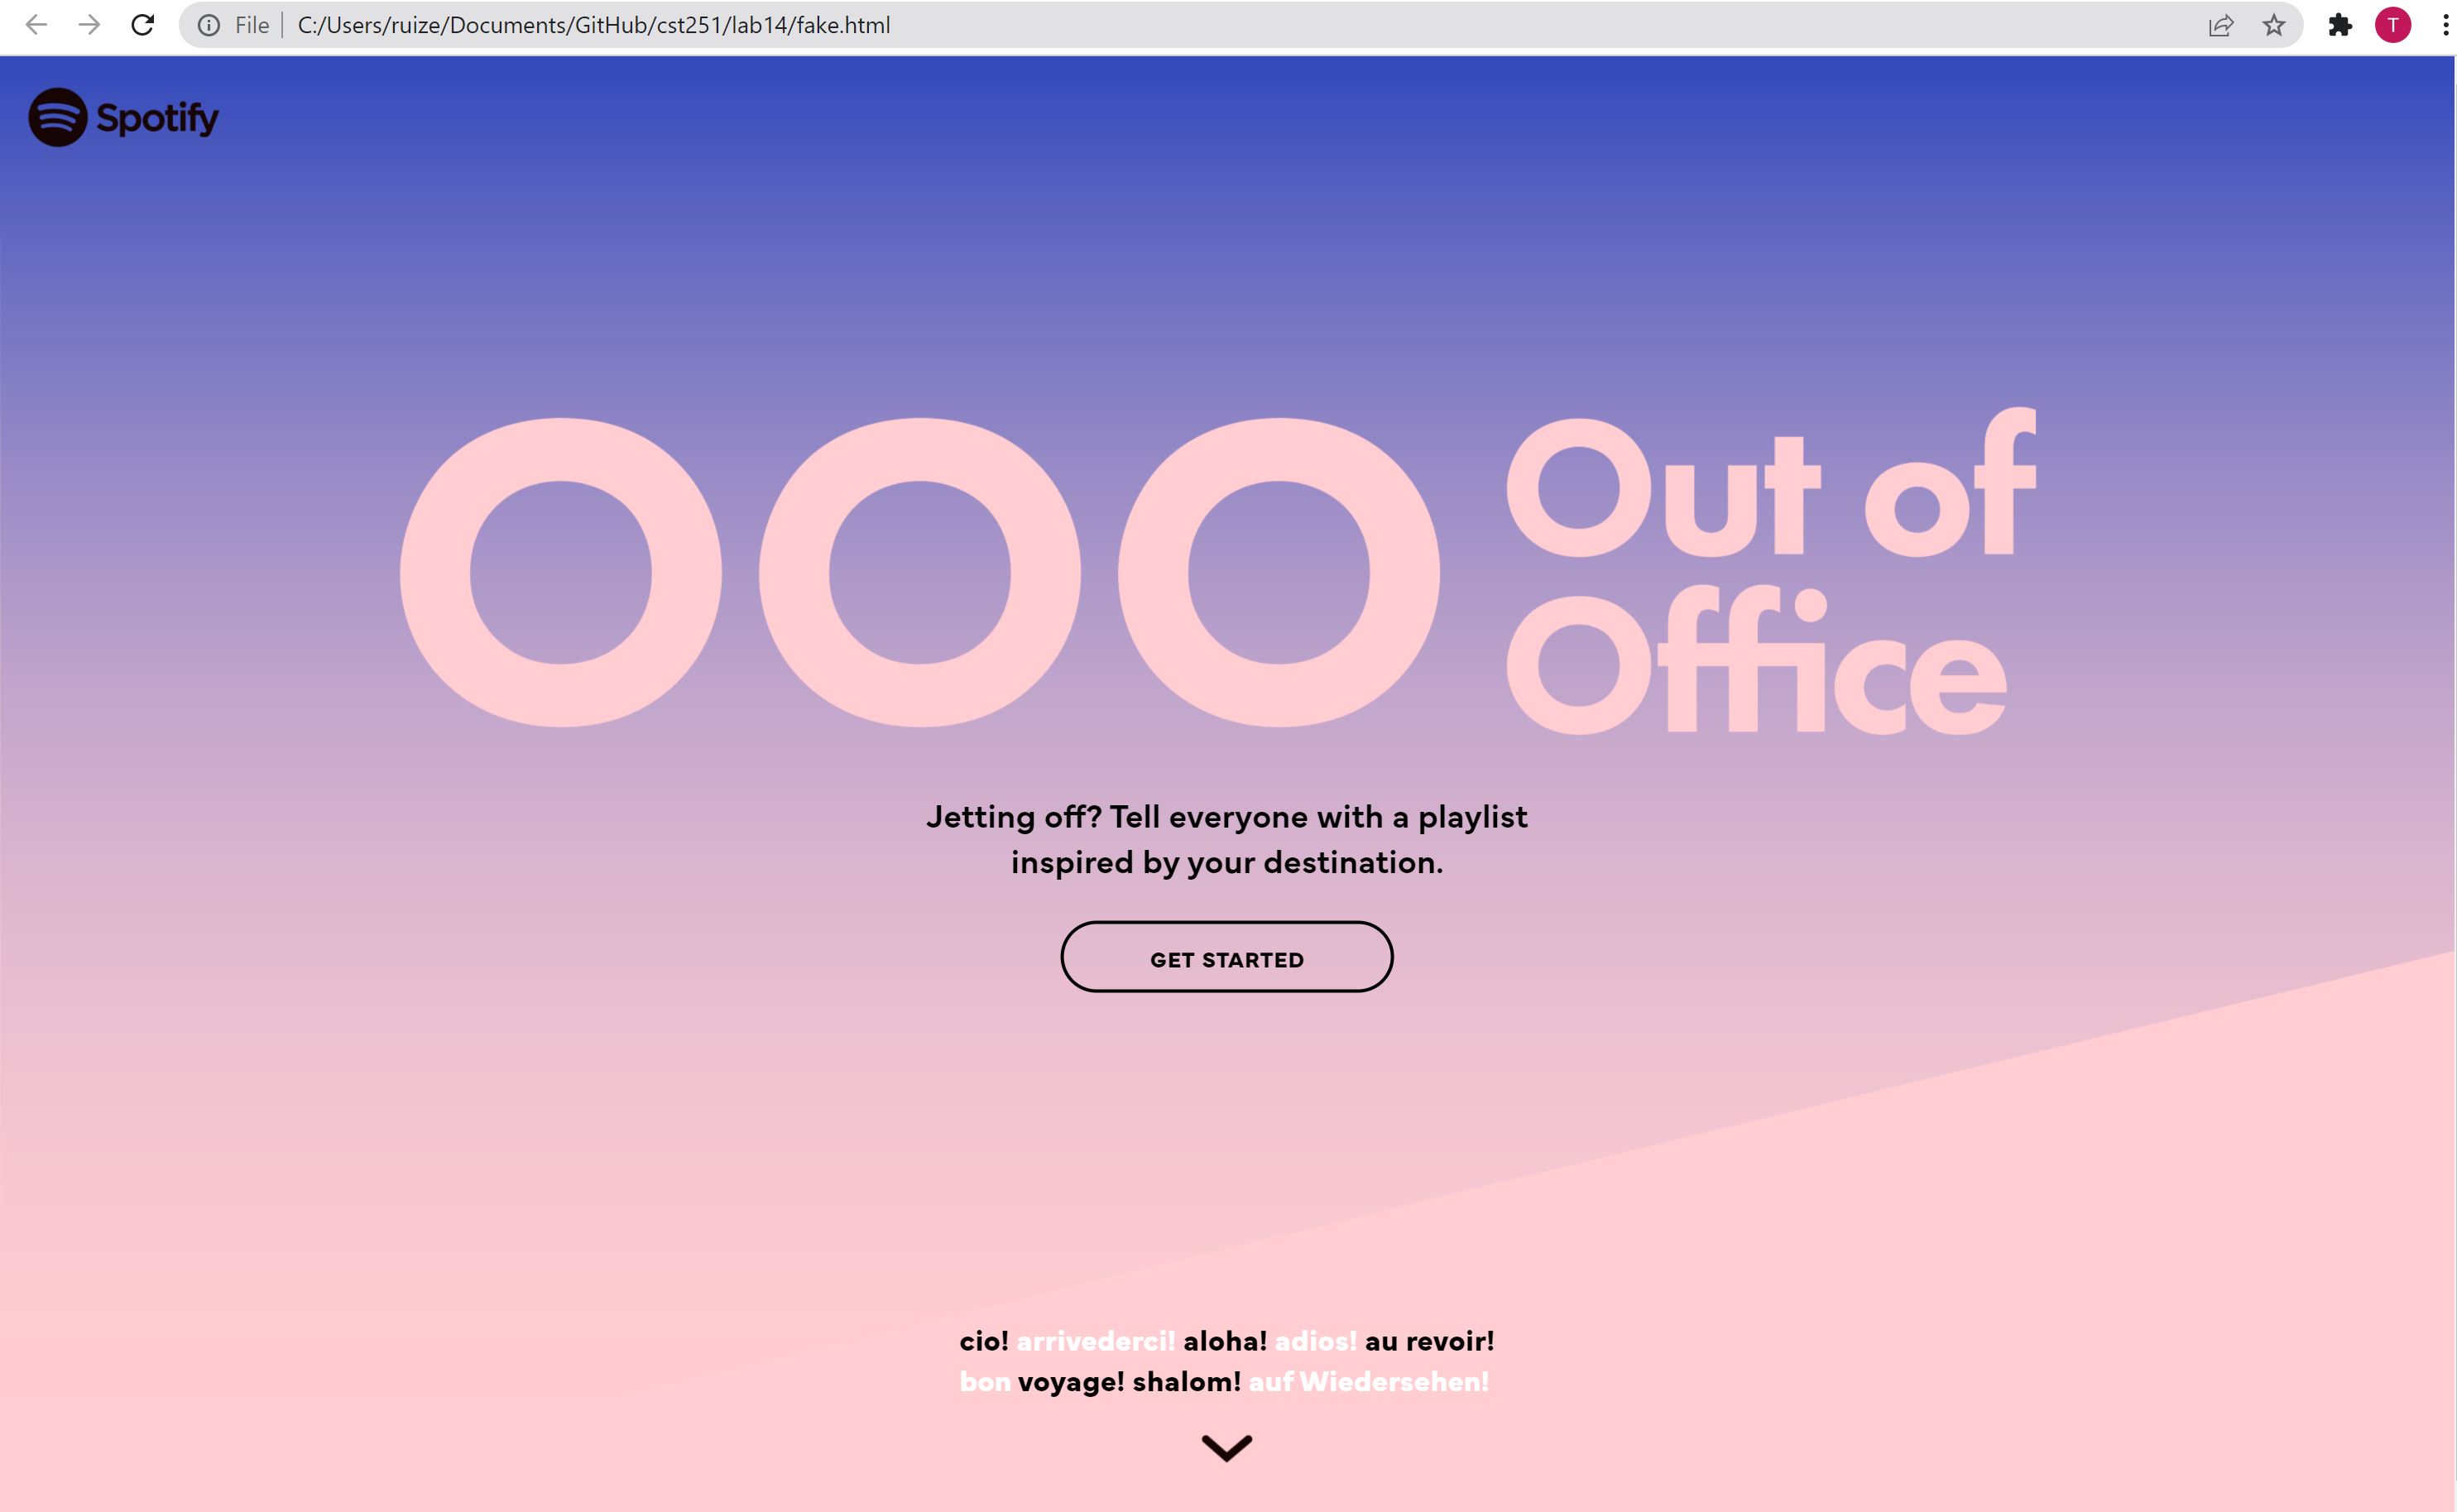 File C:/Users/ruize/Documents/GitHub/cst251/lab14/fake.html
T
Spotify
OOO
Out of
Office
Jetting off? Tell everyone with a playlist
inspired by your destination.
GET STARTED
cio! arrivederci! aloha! adios! au revoir!
bon voyage! shalom! auf Wiedersehen!